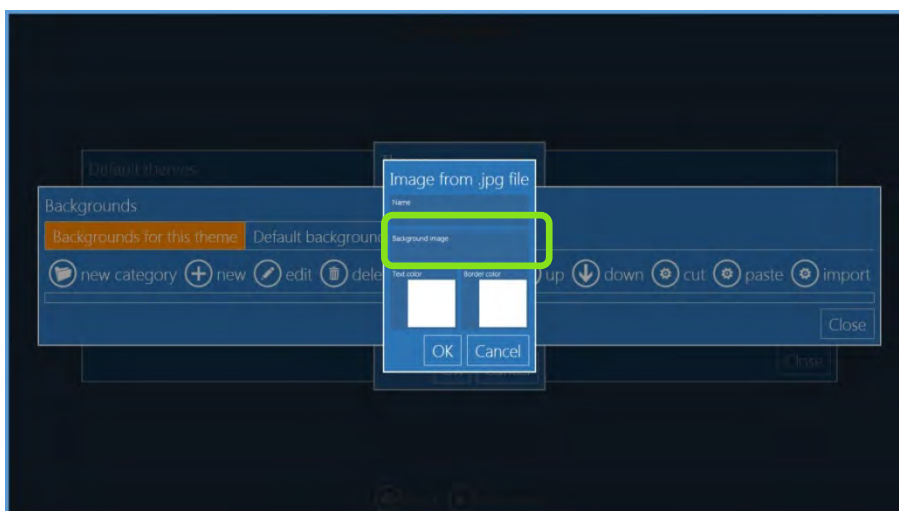 Default themes
Image from .jpg file
Name
Backgrounds
Backgrounds for this theme Default background
Background image
new category new edit dele up down cut paste import
Text color Border color
Close
OK Cancel
Close